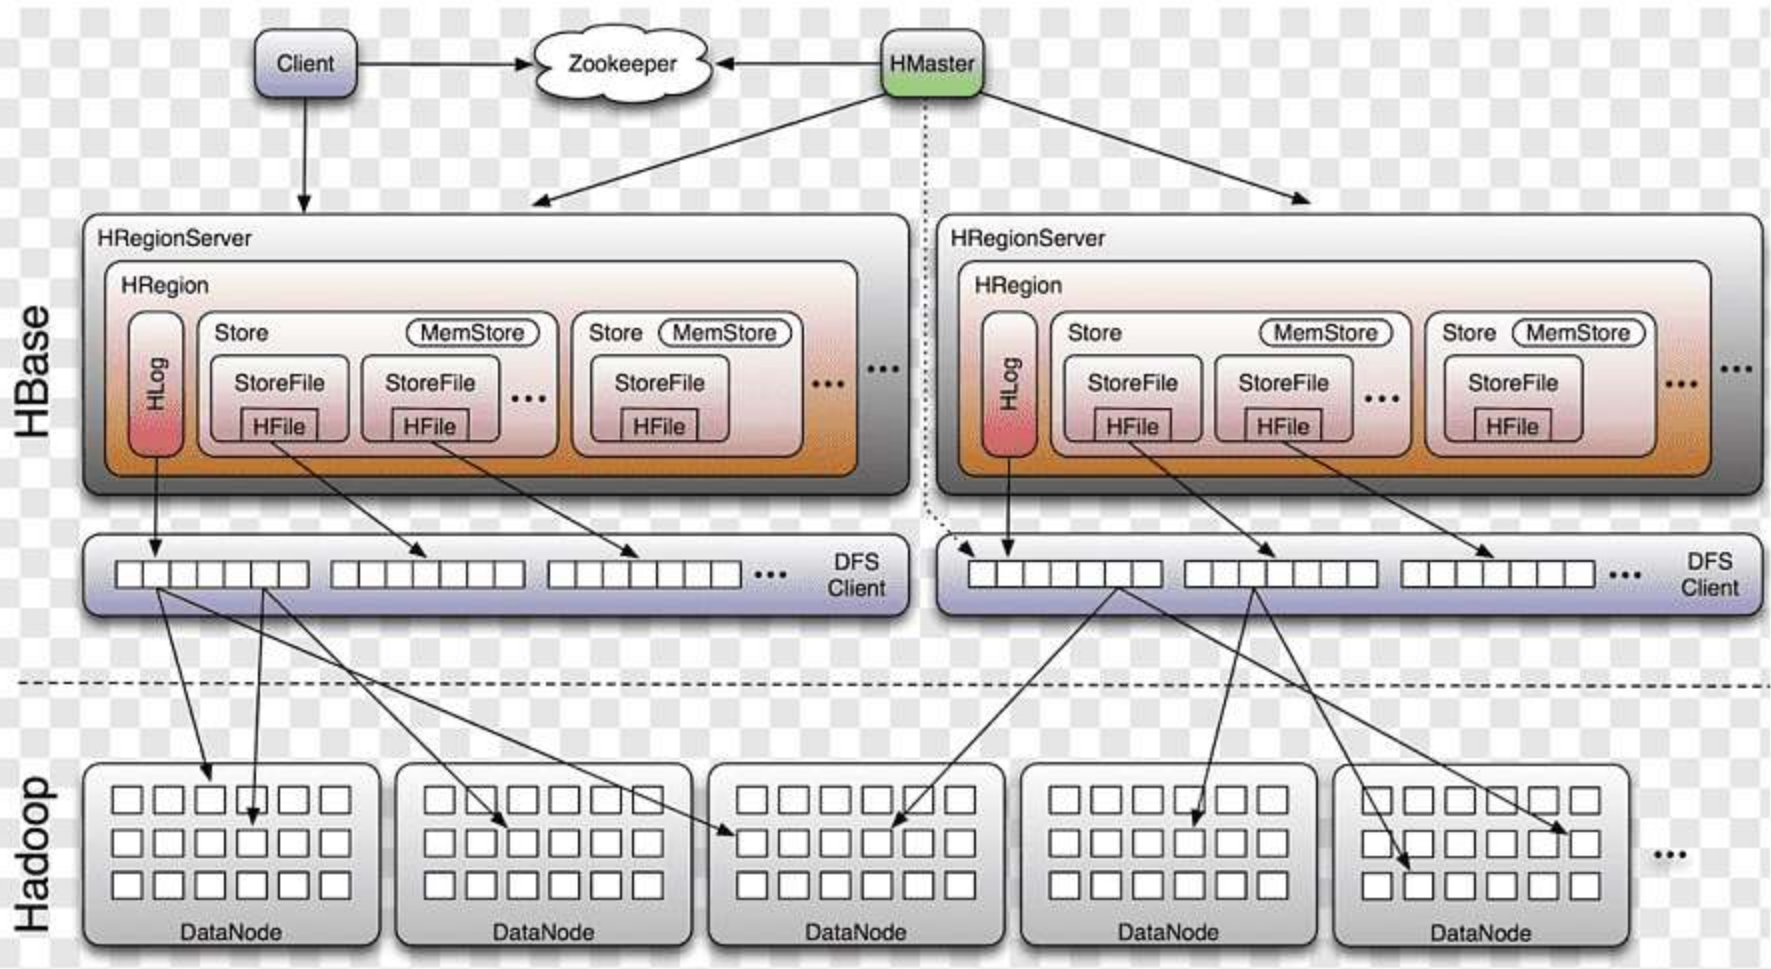 Client
Zookeeper
HMaster
HBase
HRegionServer
HRegion
HLog
Store
MemStore
StoreFile
HFile
StoreFile
HFile
...
Store
MemStore
StoreFile
HFile
...
...
HRegionServer
HRegion
HLog
Store
MemStore
StoreFile
HFile
StoreFile
HFile
...
Store
MemStore
StoreFile
HFile
...
...
...
DFS
Client
...
DFS
Client
Hadoop
DataNode
DataNode
DataNode
DataNode
DataNode
...